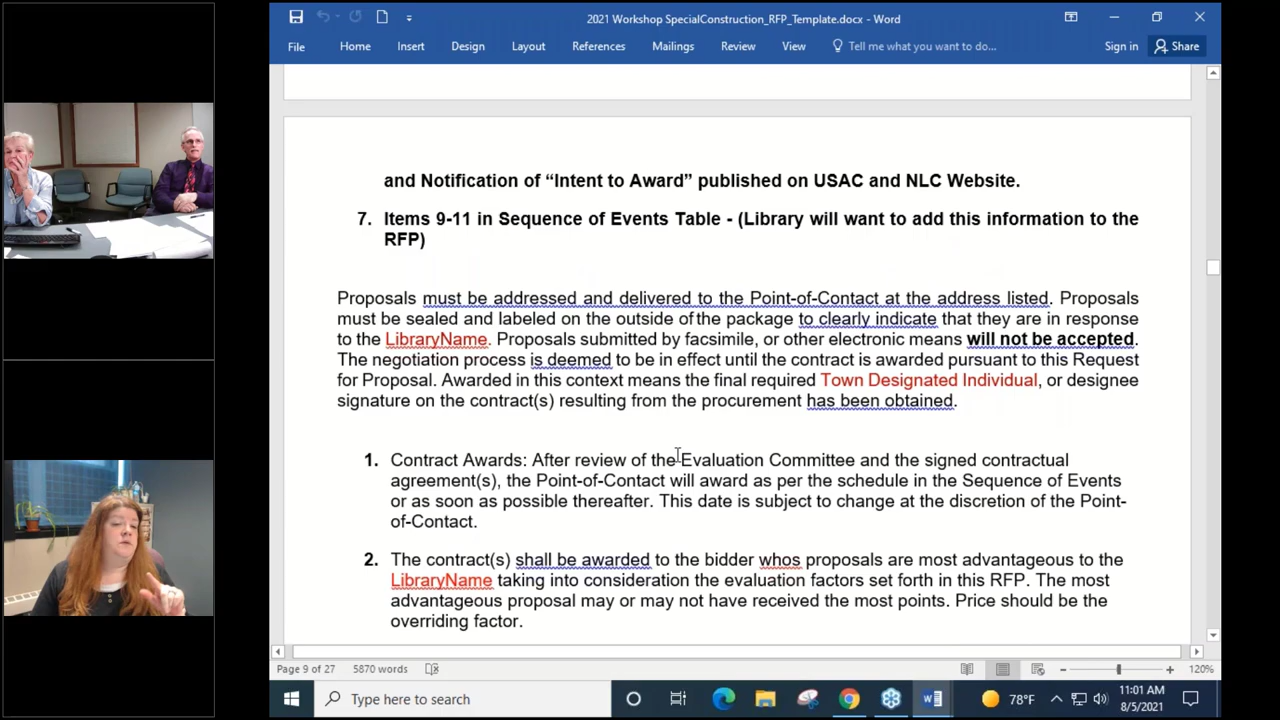 2021 Workshop SpecialConstruction_RFP_Template.docx - Word
File Home Insert Design Layout References Mailings Review View Tell me what you want to do... Sign in Share
and Notification of “Intent to Award” published on USAC and NLC Website.
7. Items 9-11 in Sequence of Events Table - (Library will want to add this information to the
RFP)
Proposals must be addressed and delivered to the Point-of-Contact at the address listed. Proposals
must be sealed and labeled on the outside of the package to clearly indicate that they are in response
to the LibraryName. Proposals submitted by facsimile, or other electronic means will not be accepted.
The negotiation process is deemed to be in effect until the contract is awarded pursuant to this Request
for Proposal. Awarded in this context means the final required Town Designated Individual, or designee
signature on the contract(s) resulting from the procurement has been obtained.
1. Contract Awards: After review of the Evaluation Committee and the signed contractual
agreement(s), the Point-of-Contact will award as per the schedule in the Sequence of Events
or as soon as possible thereafter. This date is subject to change at the discretion of the Point-
of-Contact.
2. The contract(s) shall be awarded to the bidder whos proposals are most advantageous to the
LibraryName taking into consideration the evaluation factors set forth in this RFP. The most
advantageous proposal may or may not have received the most points. Price should be the
overriding factor.
Page 9 of 27 5870 words 120%
Type here to search 78°F 11:01 AM
8/5/2021